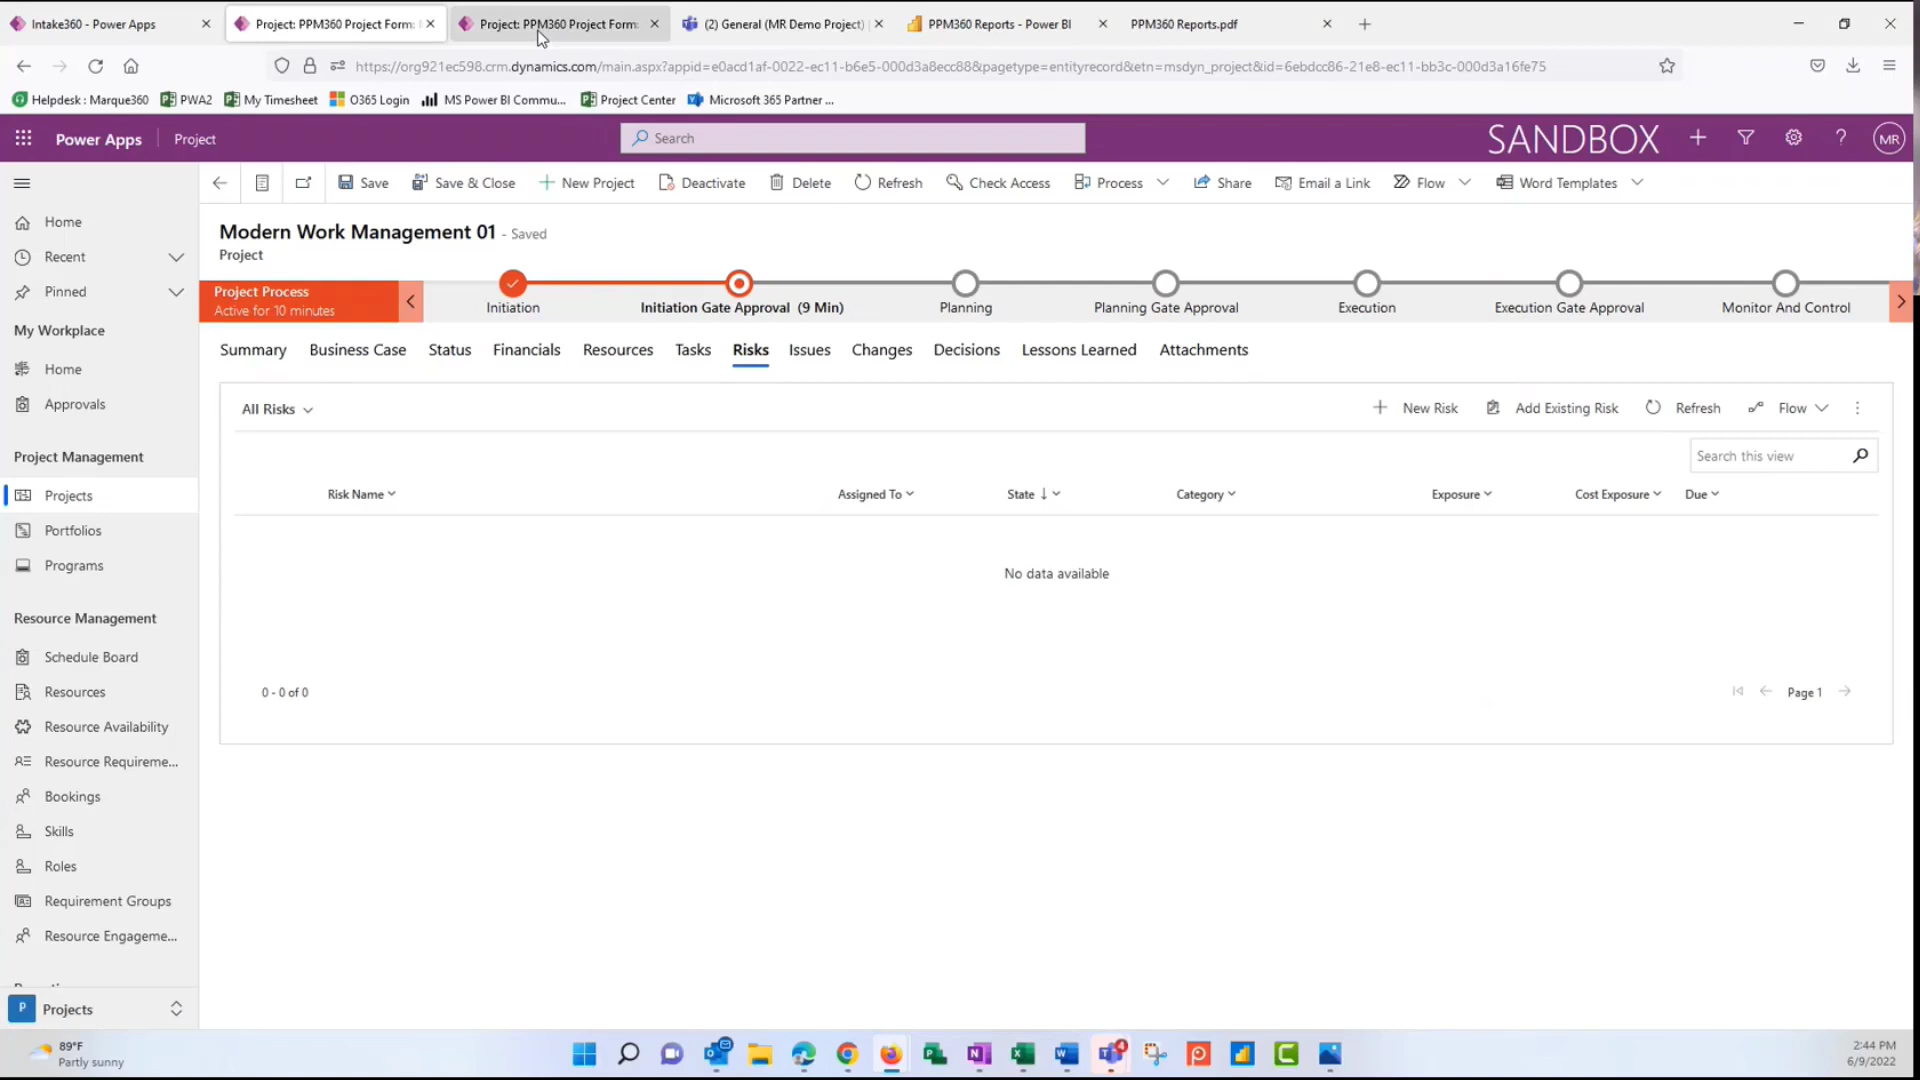 Intake360 - Power Apps
Project: PPM360 Project Form:
Project: PPM360 Project Form:
(2) General (MR Demo Project) |
PPM360 Reports - Power BI
PPM360 Reports.pdf
https://org921ec598.crm.dynamics.com/main.aspx?appid=e0acd1af-0022-ec11-b6e5-000d3a8ecc88&pagetype=entityrecord&etn=msdyn_project&id=6ebdcc86-21e8-ec11-bb3c-000d3a16fe75
Helpdesk : Marque360
PWA2
My Timesheet
O365 Login
MS Power BI Commu...
Project Center
Microsoft 365 Partner ...
Power Apps
Project
Search
SANDBOX
MR
Save
Save & Close
New Project
Deactivate
Delete
Refresh
Check Access
Process
Share
Email a Link
Flow
Word Templates
Home
Recent
Pinned
My Workplace
Home
Approvals
Project Management
Projects
Portfolios
Programs
Resource Management
Schedule Board
Resources
Resource Availability
Resource Requireme...
Bookings
Skills
Roles
Requirement Groups
Resource Engageme...
P Projects
Modern Work Management 01 - Saved
Project
Project Process
Active for 10 minutes
Initiation
Initiation Gate Approval (9 Min)
Planning
Planning Gate Approval
Execution
Execution Gate Approval
Monitor And Control
Summary
Business Case
Status
Financials
Resources
Tasks
Risks
Issues
Changes
Decisions
Lessons Learned
Attachments
All Risks
New Risk
Add Existing Risk
Refresh
Flow
Search this view
Risk Name
Assigned To
State
Category
Exposure
Cost Exposure
Due
No data available
0 - 0 of 0
Page 1
89°F
Partly sunny
4
2:44 PM
6/9/2022